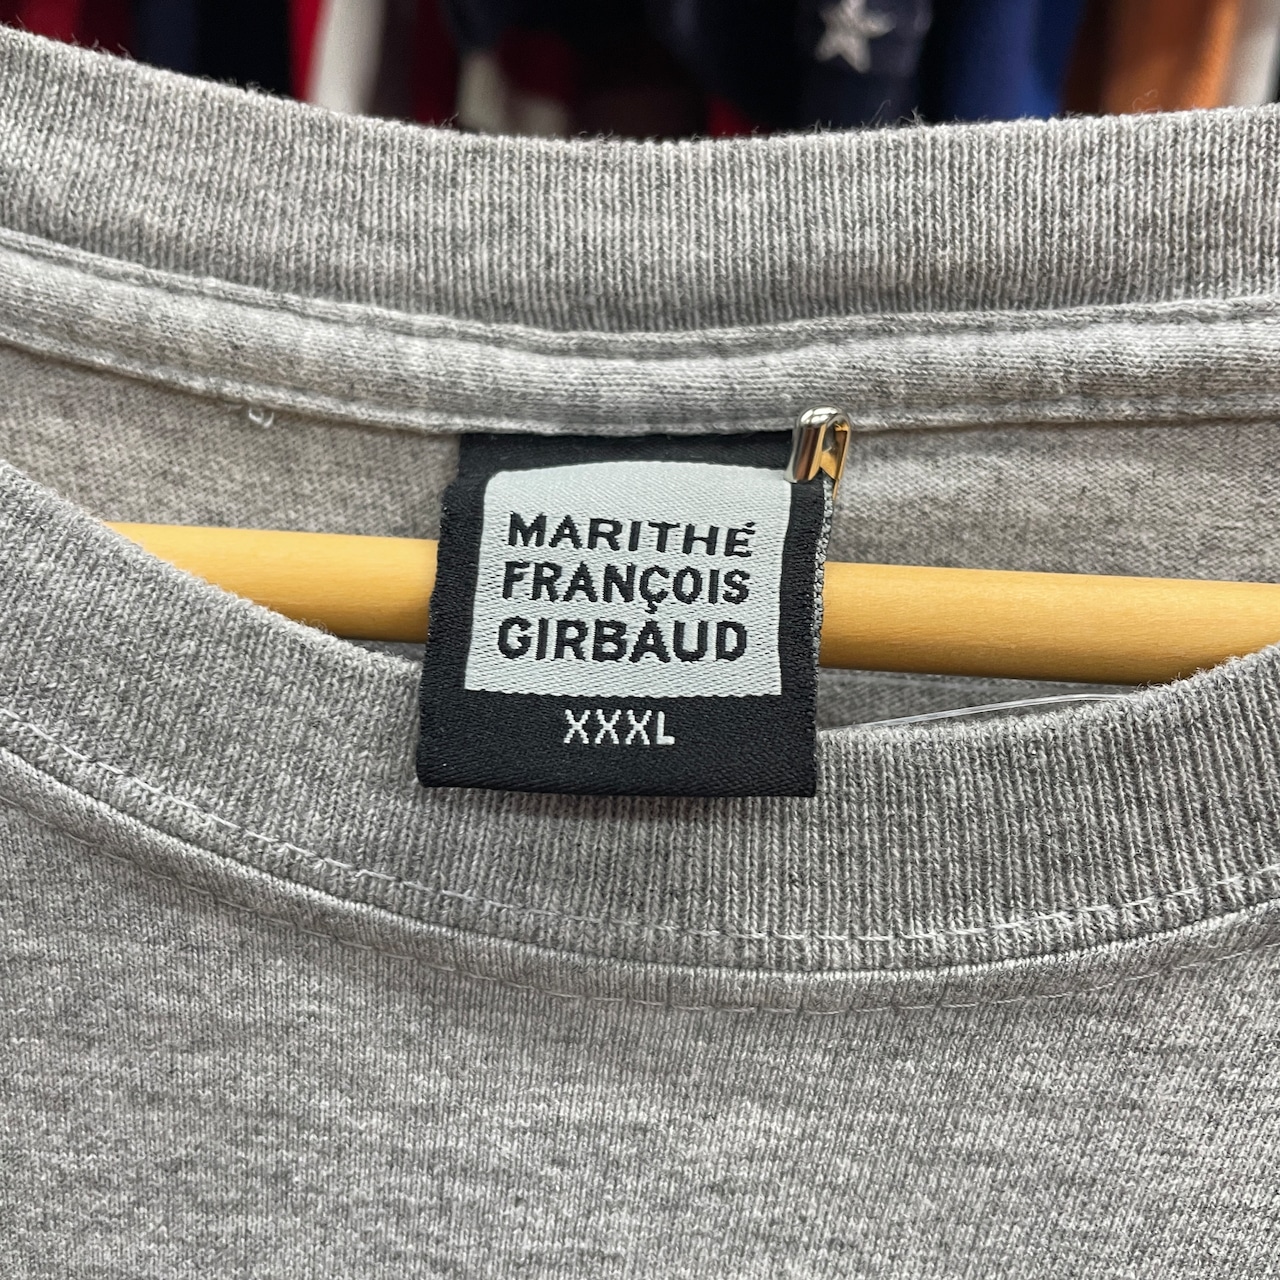 MARITHÉ
FRANÇOIS
GIRBAUD
XXXL